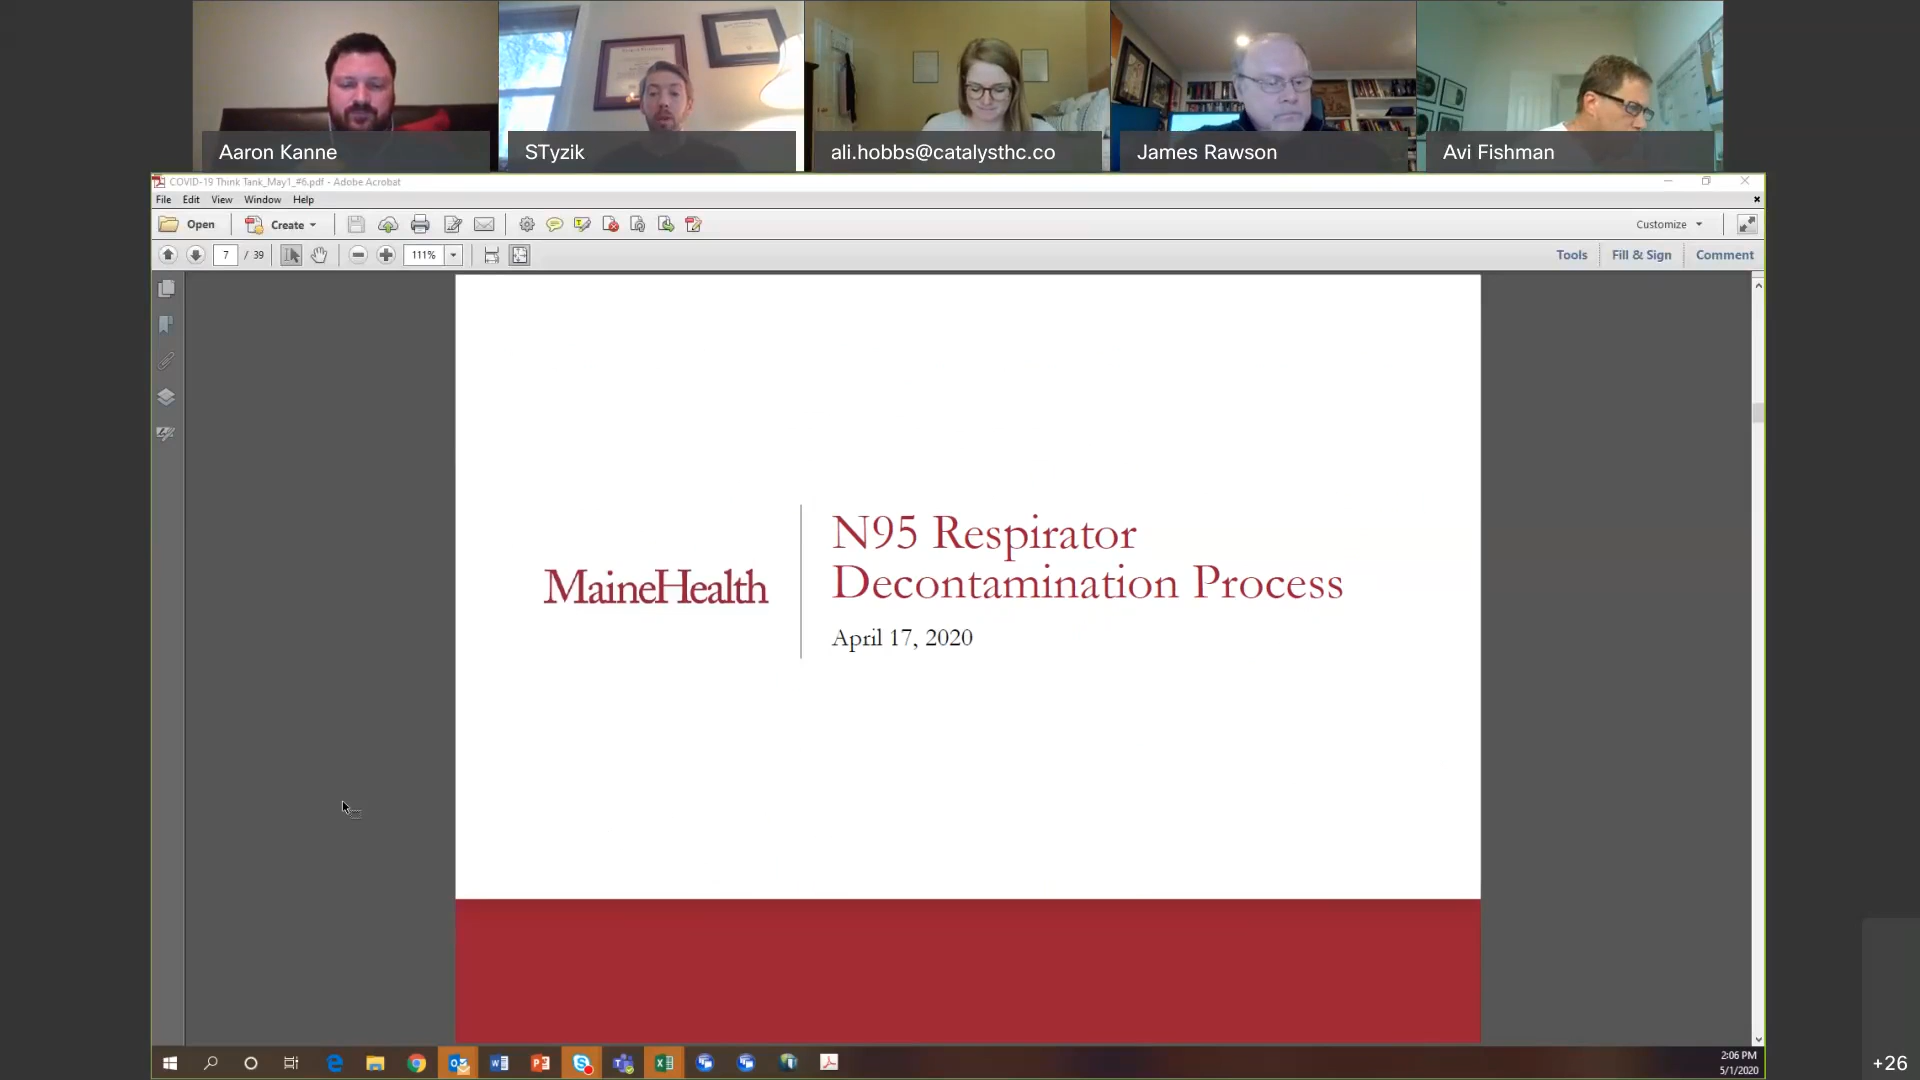 Aaron Kanne
STyzik
ali.hobbs@catalysthc.co
James Rawson
Avi Fishman
COVID-19 Think Tank_May1_#6.pdf - Adobe Acrobat
File Edit View Window Help
Open Create Customize
7 / 39 111% Tools Fill & Sign Comment
MaineHealth
N95 Respirator
Decontamination Process
April 17, 2020
2:06 PM
5/1/2020
+26